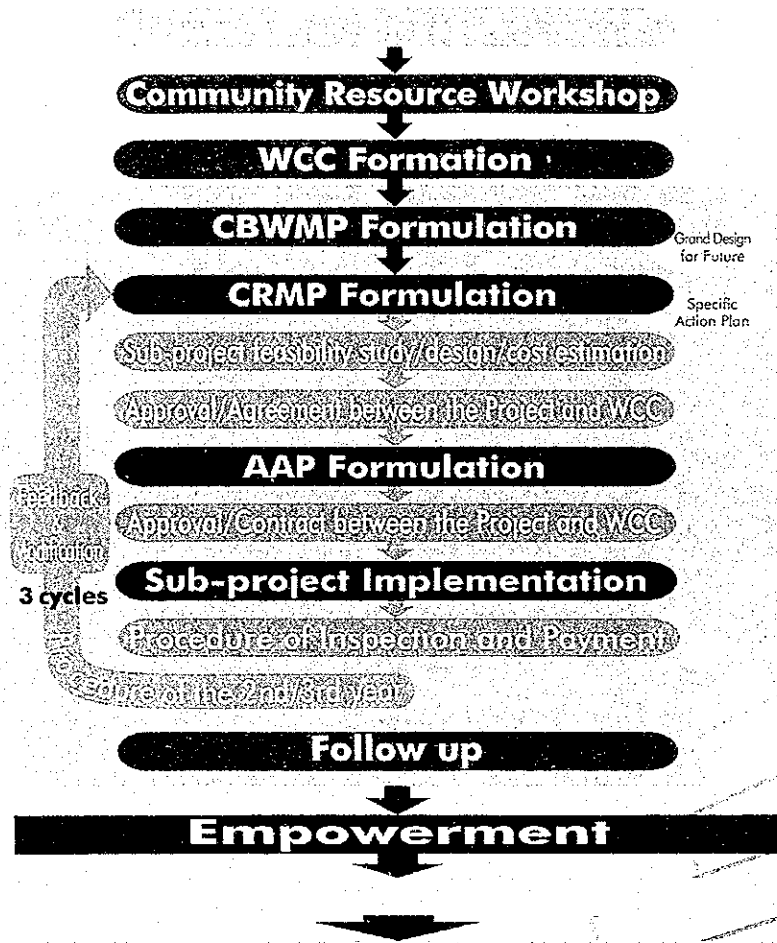 Community Resource Workshop
WCC Formation
CBWMP Formulation
Grand Design
for Future
CRMP Formulation
Specific
Action Plan
Sub-project feasibility study/design/cost estimation
Approval/Agreement between the Project and WCC
AAP Formulation
Feedback
&
Modification
Approval/Contract between the Project and WCC
Sub-project Implementation
3 cycles
Procedure of Inspection and Payment
Procedure of the 2nd/3rd year
Follow up
Empowerment